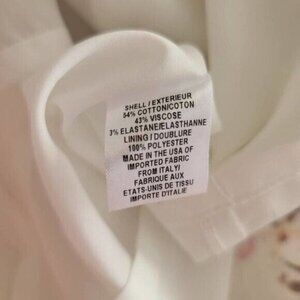 SHELL / EXTERIEUR
54% COTTON/COTON
43% VISCOSE
3% ELASTANE/ELASTHANNE
LINING / DOUBLURE
100% POLYESTER
MADE IN THE USA OF
IMPORTED FABRIC
FROM ITALY/
FABRIQUE AUX
ETATS-UNIS DE TISSU
IMPORTE D'ITALIE